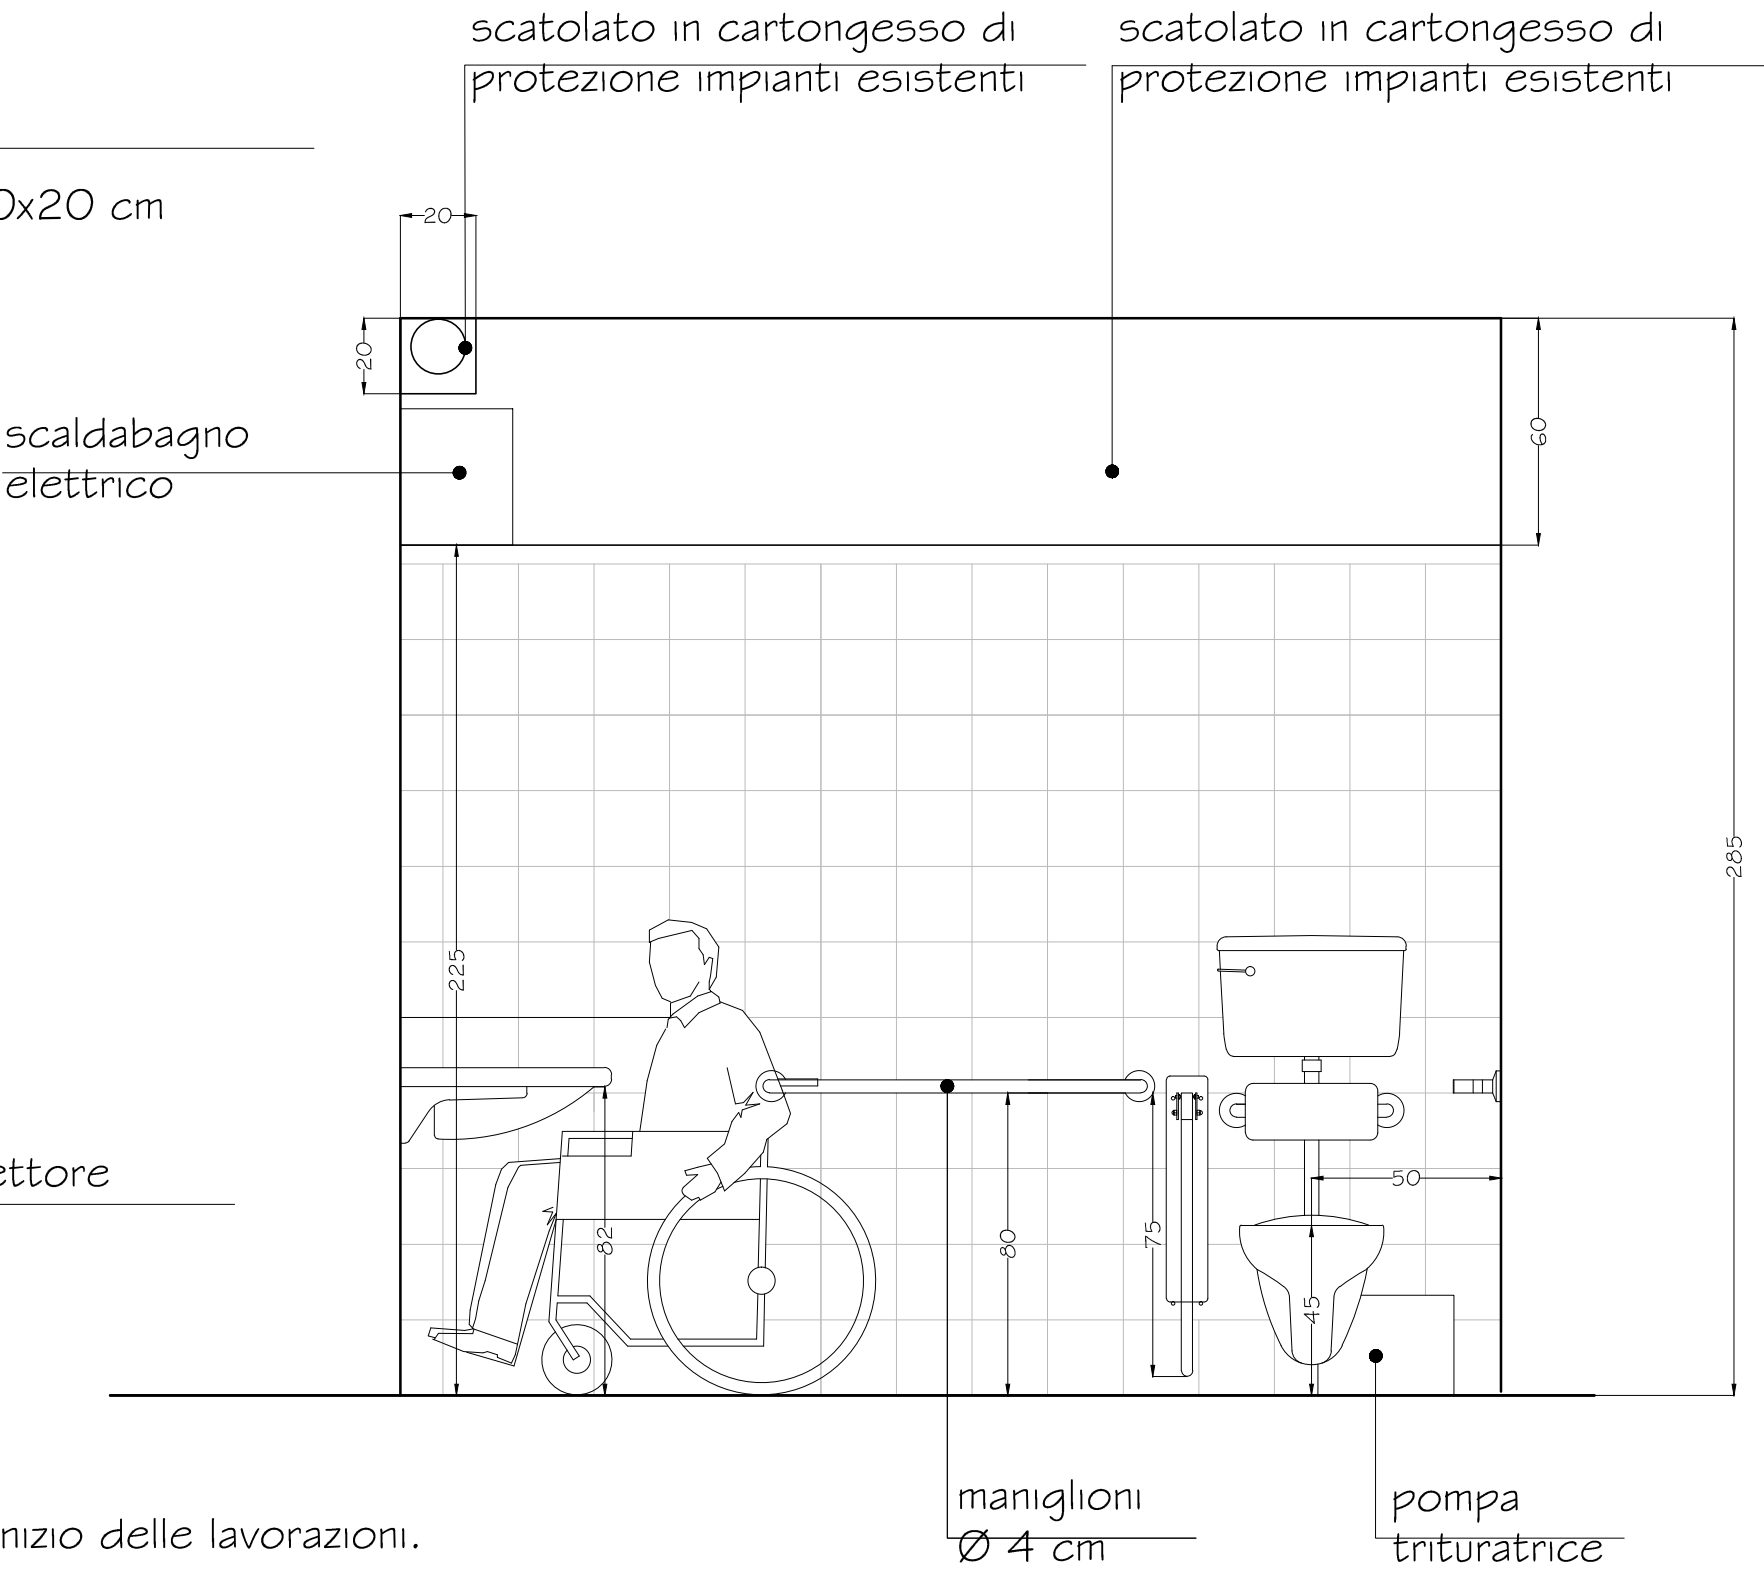 scatolato in cartongesso di
protezione impianti esistenti
scatolato in cartongesso di
protezione impianti esistenti
0x20 cm
20
20
60
scaldabagno
elettrico
285
225
ettore
50
82
80
75
45
maniglioni
Ø 4 cm
pompa
trituratrice
nizio delle lavorazioni.